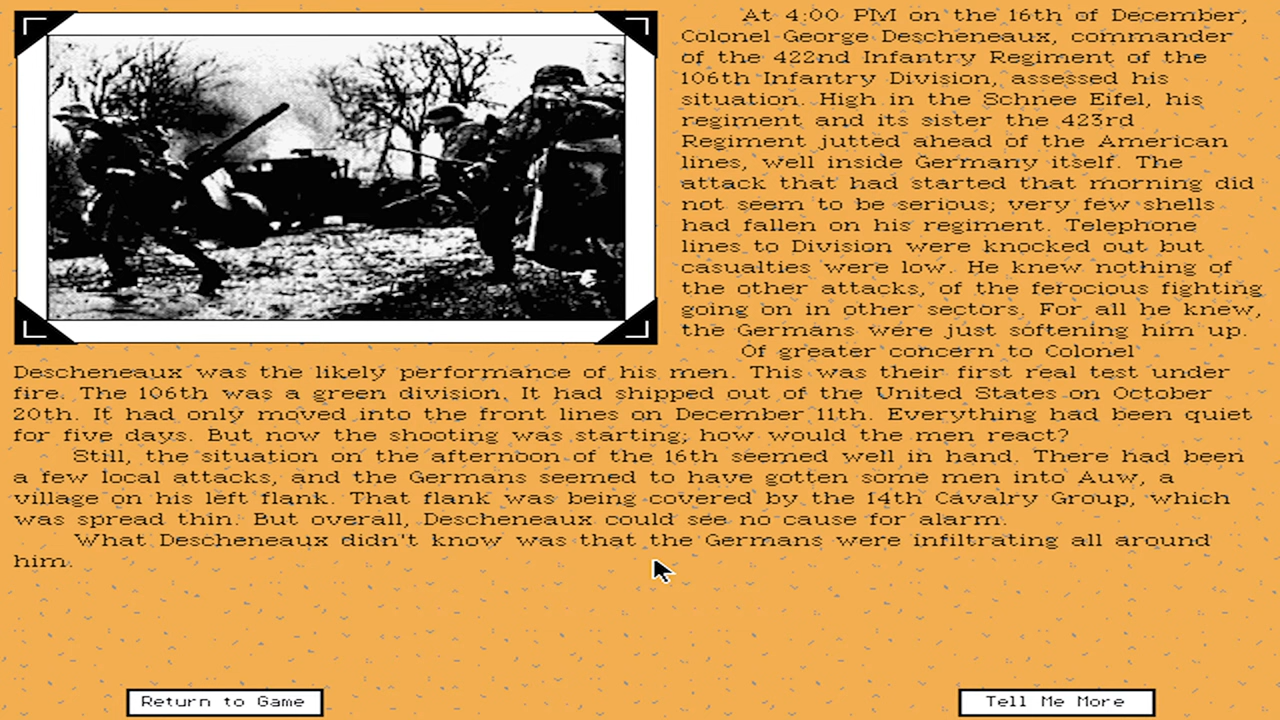 At 4:00 PM on the 16th of December,
Colonel George Descheneaux, commander
of the 422nd Infantry Regiment of the
106th Infantry Division, assessed his
situation. High in the Schnee Eifel, his
regiment and its sister the 423rd
Regiment jutted ahead of the American
lines, well inside Germany itself. The
attack that had started that morning did
not seem to be serious; very few shells
had fallen on his regiment. Telephone
lines to Division were knocked out but
casualties were low. He knew nothing of
the other attacks, of the ferocious fighting
going on in other sectors. For all he knew,
the Germans were just softening him up.
Of greater concern to Colonel
Descheneaux was the likely performance of his men. This was their first real test under
fire. The 106th was a green division. It had shipped out of the United States on October
20th. It had only moved into the front lines on December 11th. Everything had been quiet
for five days. But now the shooting was starting; how would the men react?
Still, the situation on the afternoon of the 16th seemed well in hand. There had been
a few local attacks, and the Germans seemed to have gotten some men into Auw, a
village on his left flank. That flank was being covered by the 14th Cavalry Group, which
was spread thin. But overall, Descheneaux could see no cause for alarm.
What Descheneaux didn't know was that the Germans were infiltrating all around
him.
Return to Game
Tell Me More